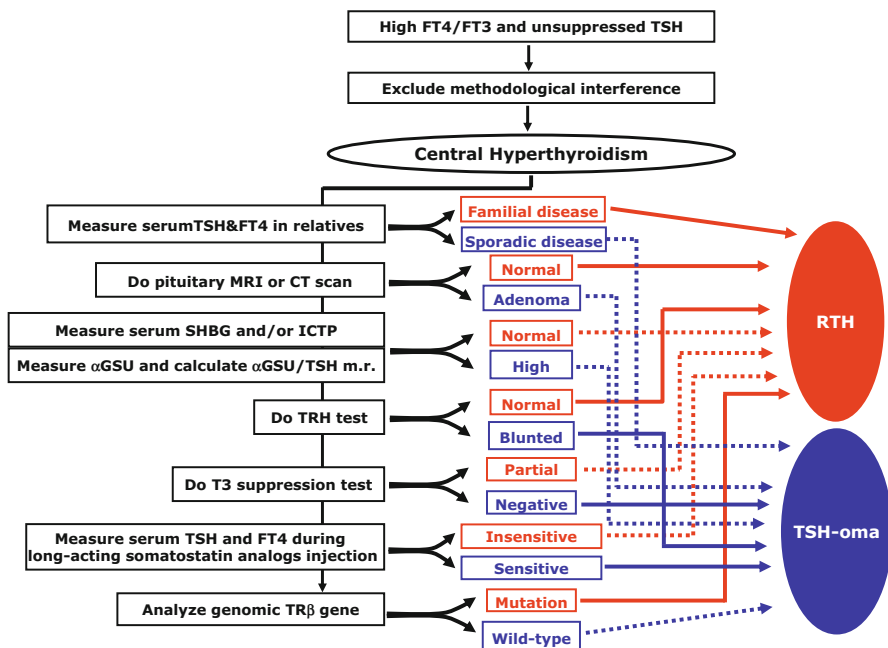 High FT4/FT3 and unsuppressed TSH
Exclude methodological interference
Central Hyperthyroidism
Measure serumTSH&FT4 in relatives
Familial disease
Sporadic disease
Do pituitary MRI or CT scan
Normal
Adenoma
Measure serum SHBG and/or ICTP
Measure αGSU and calculate αGSU/TSH m.r.
Normal
High
Do TRH test
Normal
Blunted
Do T3 suppression test
Partial
Negative
Measure serum TSH and FT4 during
long-acting somatostatin analogs injection
Insensitive
Sensitive
Analyze genomic TRβ gene
Mutation
Wild-type
RTH
TSH-oma